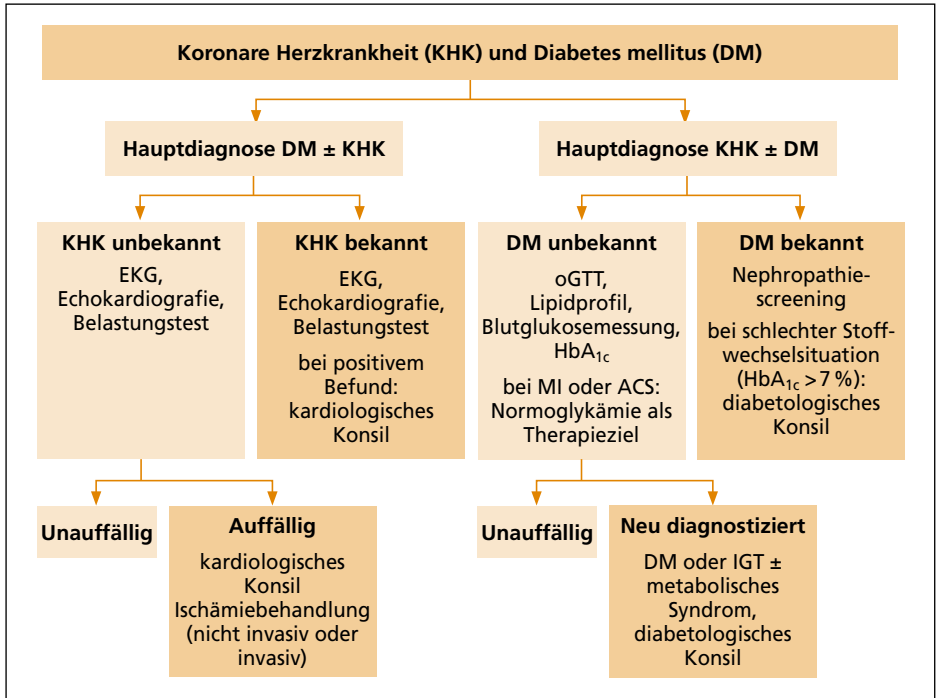 Koronare Herzkrankheit (KHK) und Diabetes mellitus (DM)
Hauptdiagnose DM ± KHK
Hauptdiagnose KHK ± DM
KHK unbekannt
EKG,
Echokardiografie,
Belastungstest
KHK bekannt
EKG,
Echokardiografie,
Belastungstest
bei positivem
Befund:
kardiologisches
Konsil
DM unbekannt
oGTT,
Lipidprofil,
Blutglukosemessung,
HbA1c
bei MI oder ACS:
Normoglykämie als
Therapieziel
DM bekannt
Nephropathie-
screening
bei schlechter Stoff-
wechselsituation
(HbA1c > 7 %):
diabetologisches
Konsil
Unauffällig
Auffällig
kardiologisches
Konsil
Ischämiebehandlung
(nicht invasiv oder
invasiv)
Unauffällig
Neu diagnostiziert
DM oder IGT ±
metabolisches
Syndrom,
diabetologisches
Konsil